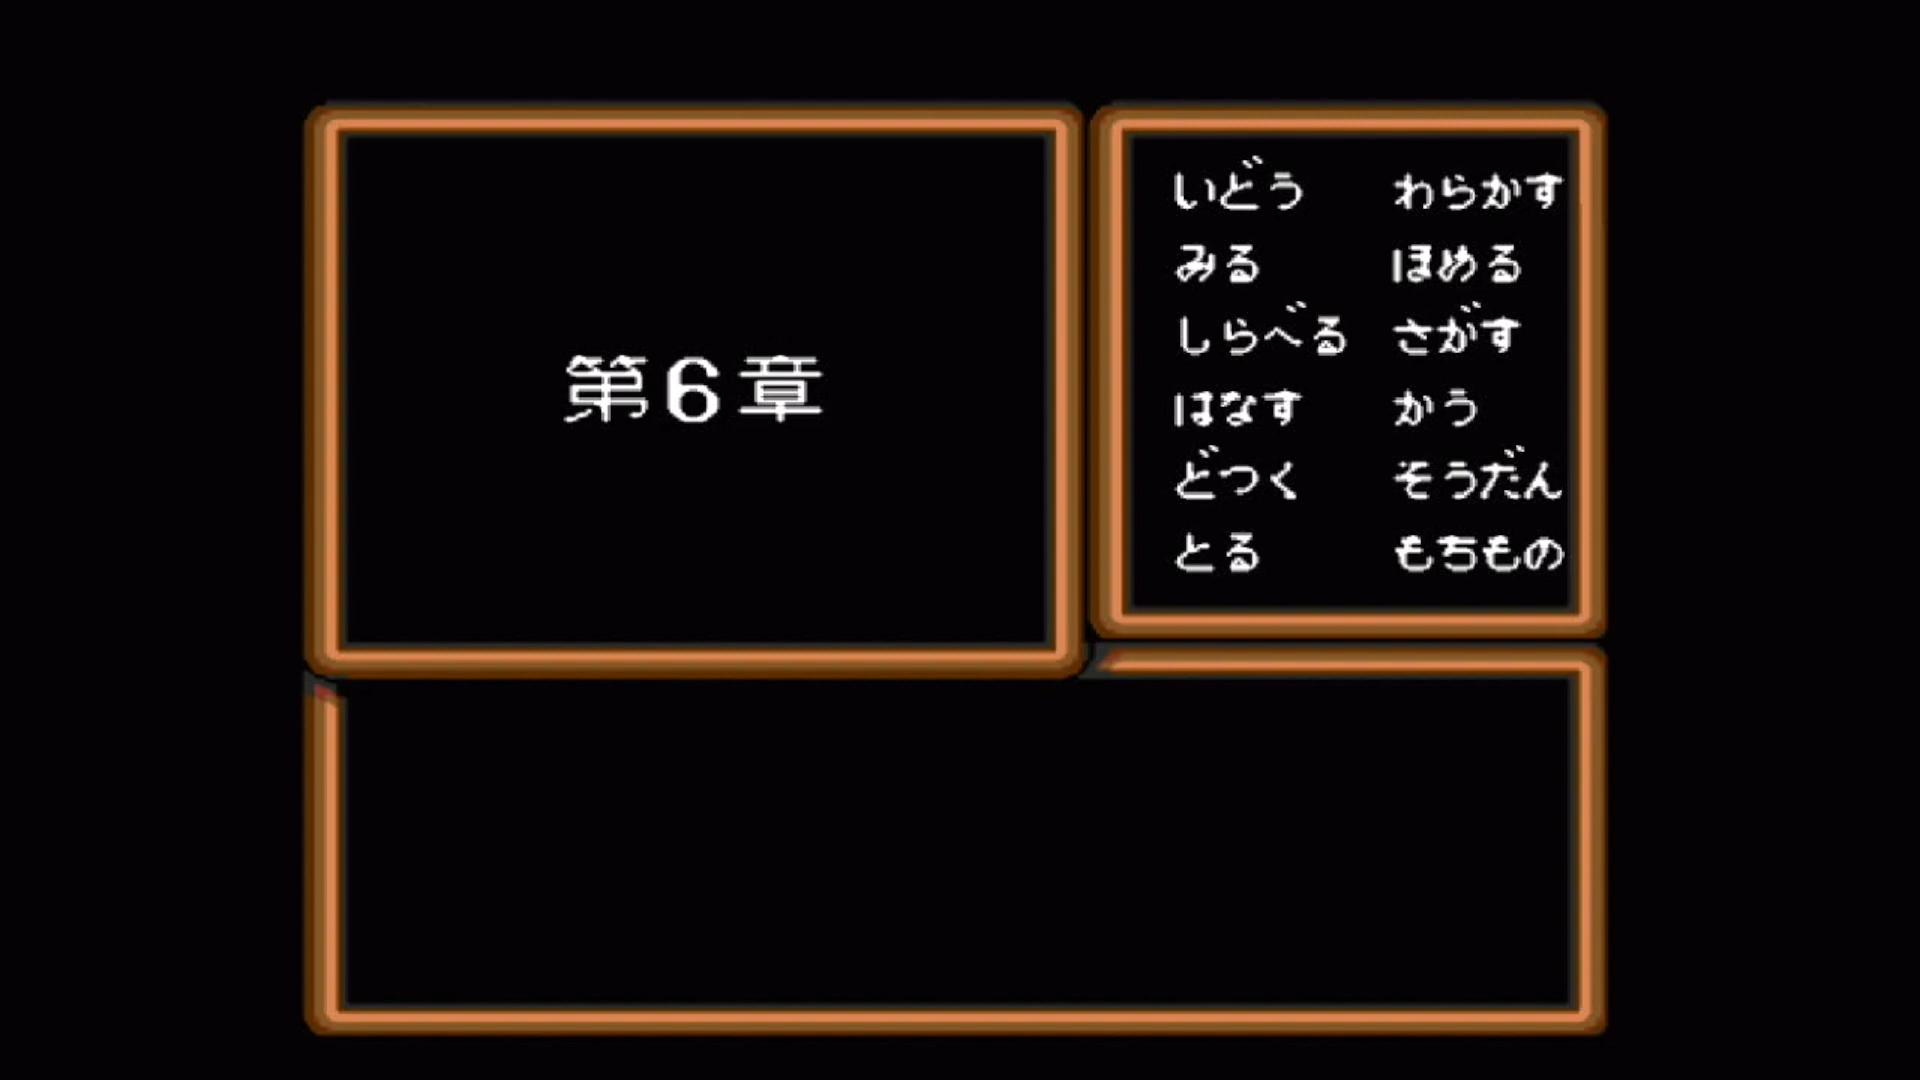 第6章
いどう わらかす
みる ほめる
しらべる さがす
はなす かう
どつく そうだん
とる もちもの